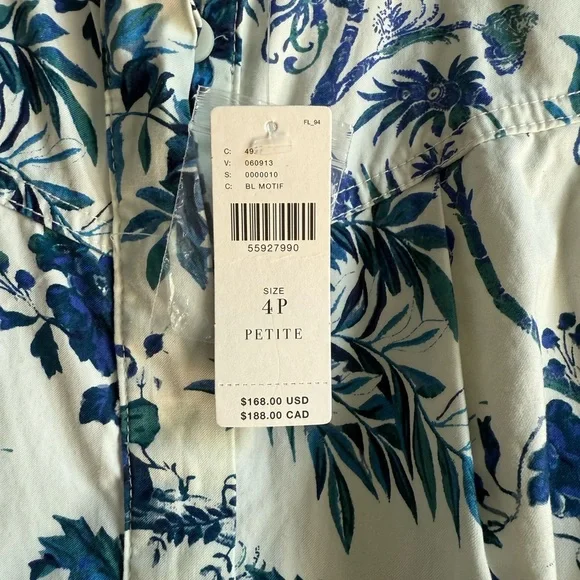 FL_94
C:
V: 060913
S: 0000010
C: BL MOTIF
55927990
SIZE
4P
PETITE
$168.00 USD
$188.00 CAD